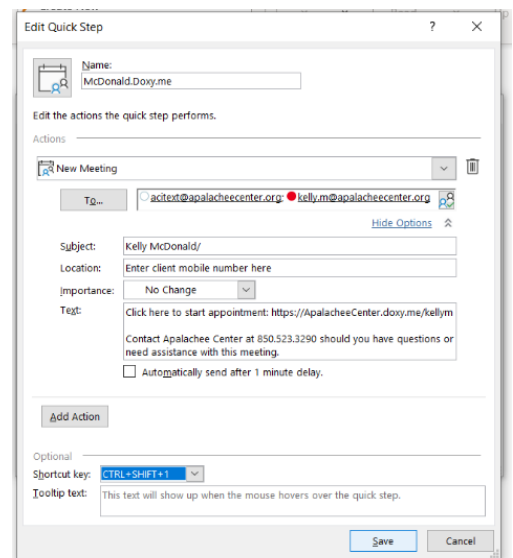 Edit Quick Step
?
Name:
McDonald.Doxy.me
Edit the actions the quick step performs.
Actions
New Meeting
To...
acitext@apalacheecenter.org; kelly.m@apalacheecenter.org
Hide Options
Subject:
Kelly McDonald/
Location:
Enter client mobile number here
Importance:
No Change
Text:
Click here to start appointment: https://ApalacheeCenter.doxy.me/kellym
Contact Apalachee Center at 850.523.3290 should you have questions or
need assistance with this meeting.
Automatically send after 1 minute delay.
Add Action
Optional
Shortcut key:
CTRL+SHIFT+1
Tooltip text:
This text will show up when the mouse hovers over the quick step.
Save
Cancel